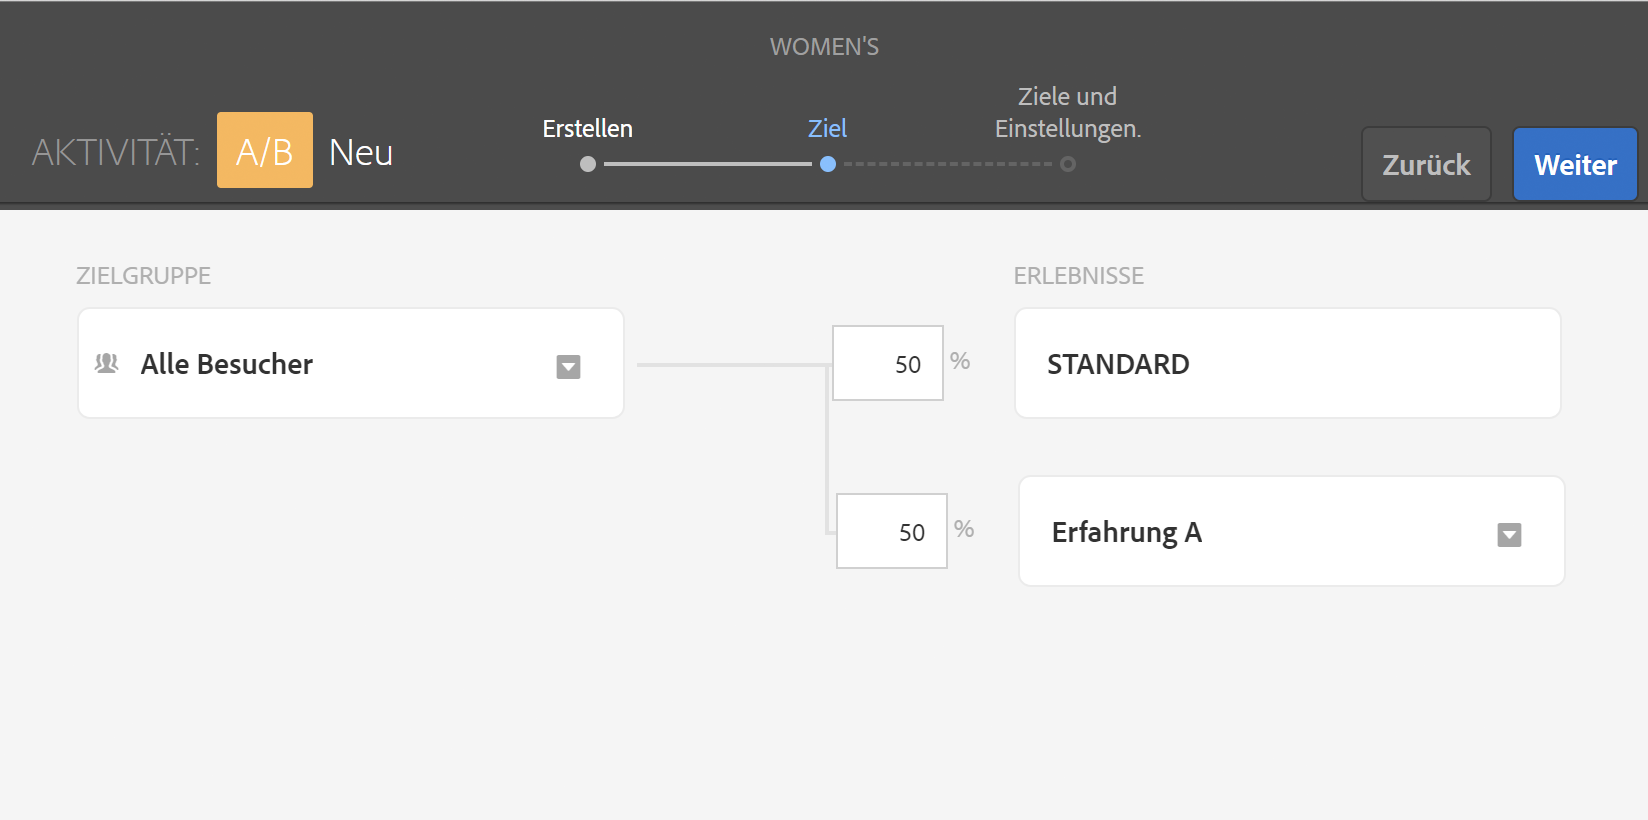 WOMEN'S
AKTIVITÄT: A/B Neu
Erstellen
Ziel
Ziele und
Einstellungen.
Zurück
Weiter
ZIELGRUPPE
ERLEBNISSE
Alle Besucher
50 %
STANDARD
50 %
Erfahrung A